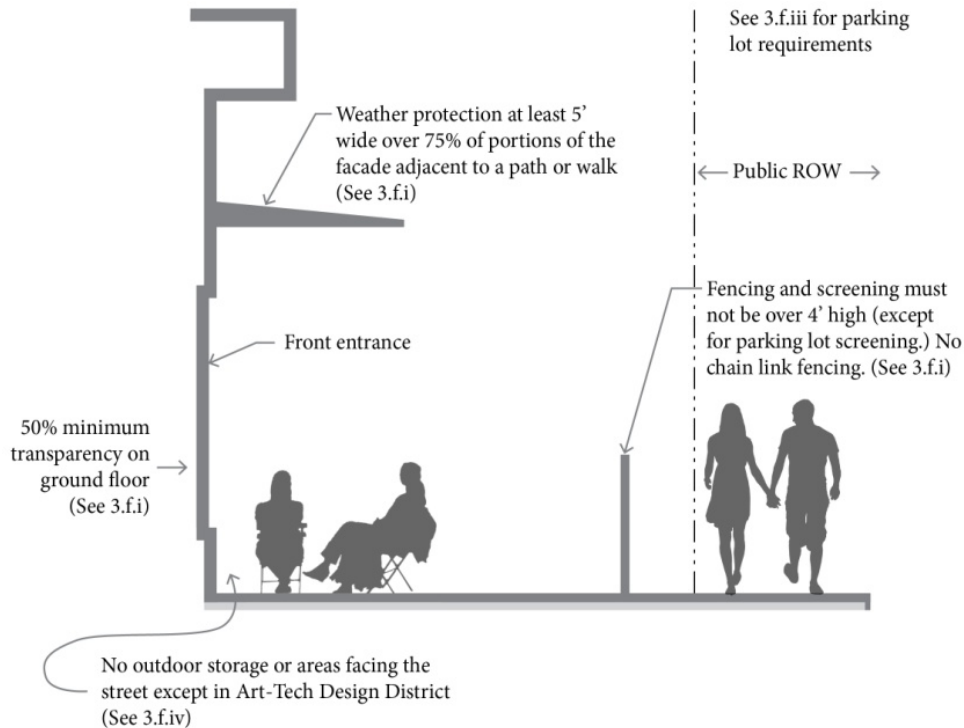 See 3.f.iii for parking
lot requirements
Weather protection at least 5’
wide over 75% of portions of the
facade adjacent to a path or walk
(See 3.f.i)
Public ROW
Fencing and screening must
not be over 4’ high (except
for parking lot screening.) No
chain link fencing. (See 3.f.i)
Front entrance
50% minimum
transparency on
ground floor
(See 3.f.i)
No outdoor storage or areas facing the
street except in Art-Tech Design District
(See 3.f.iv)